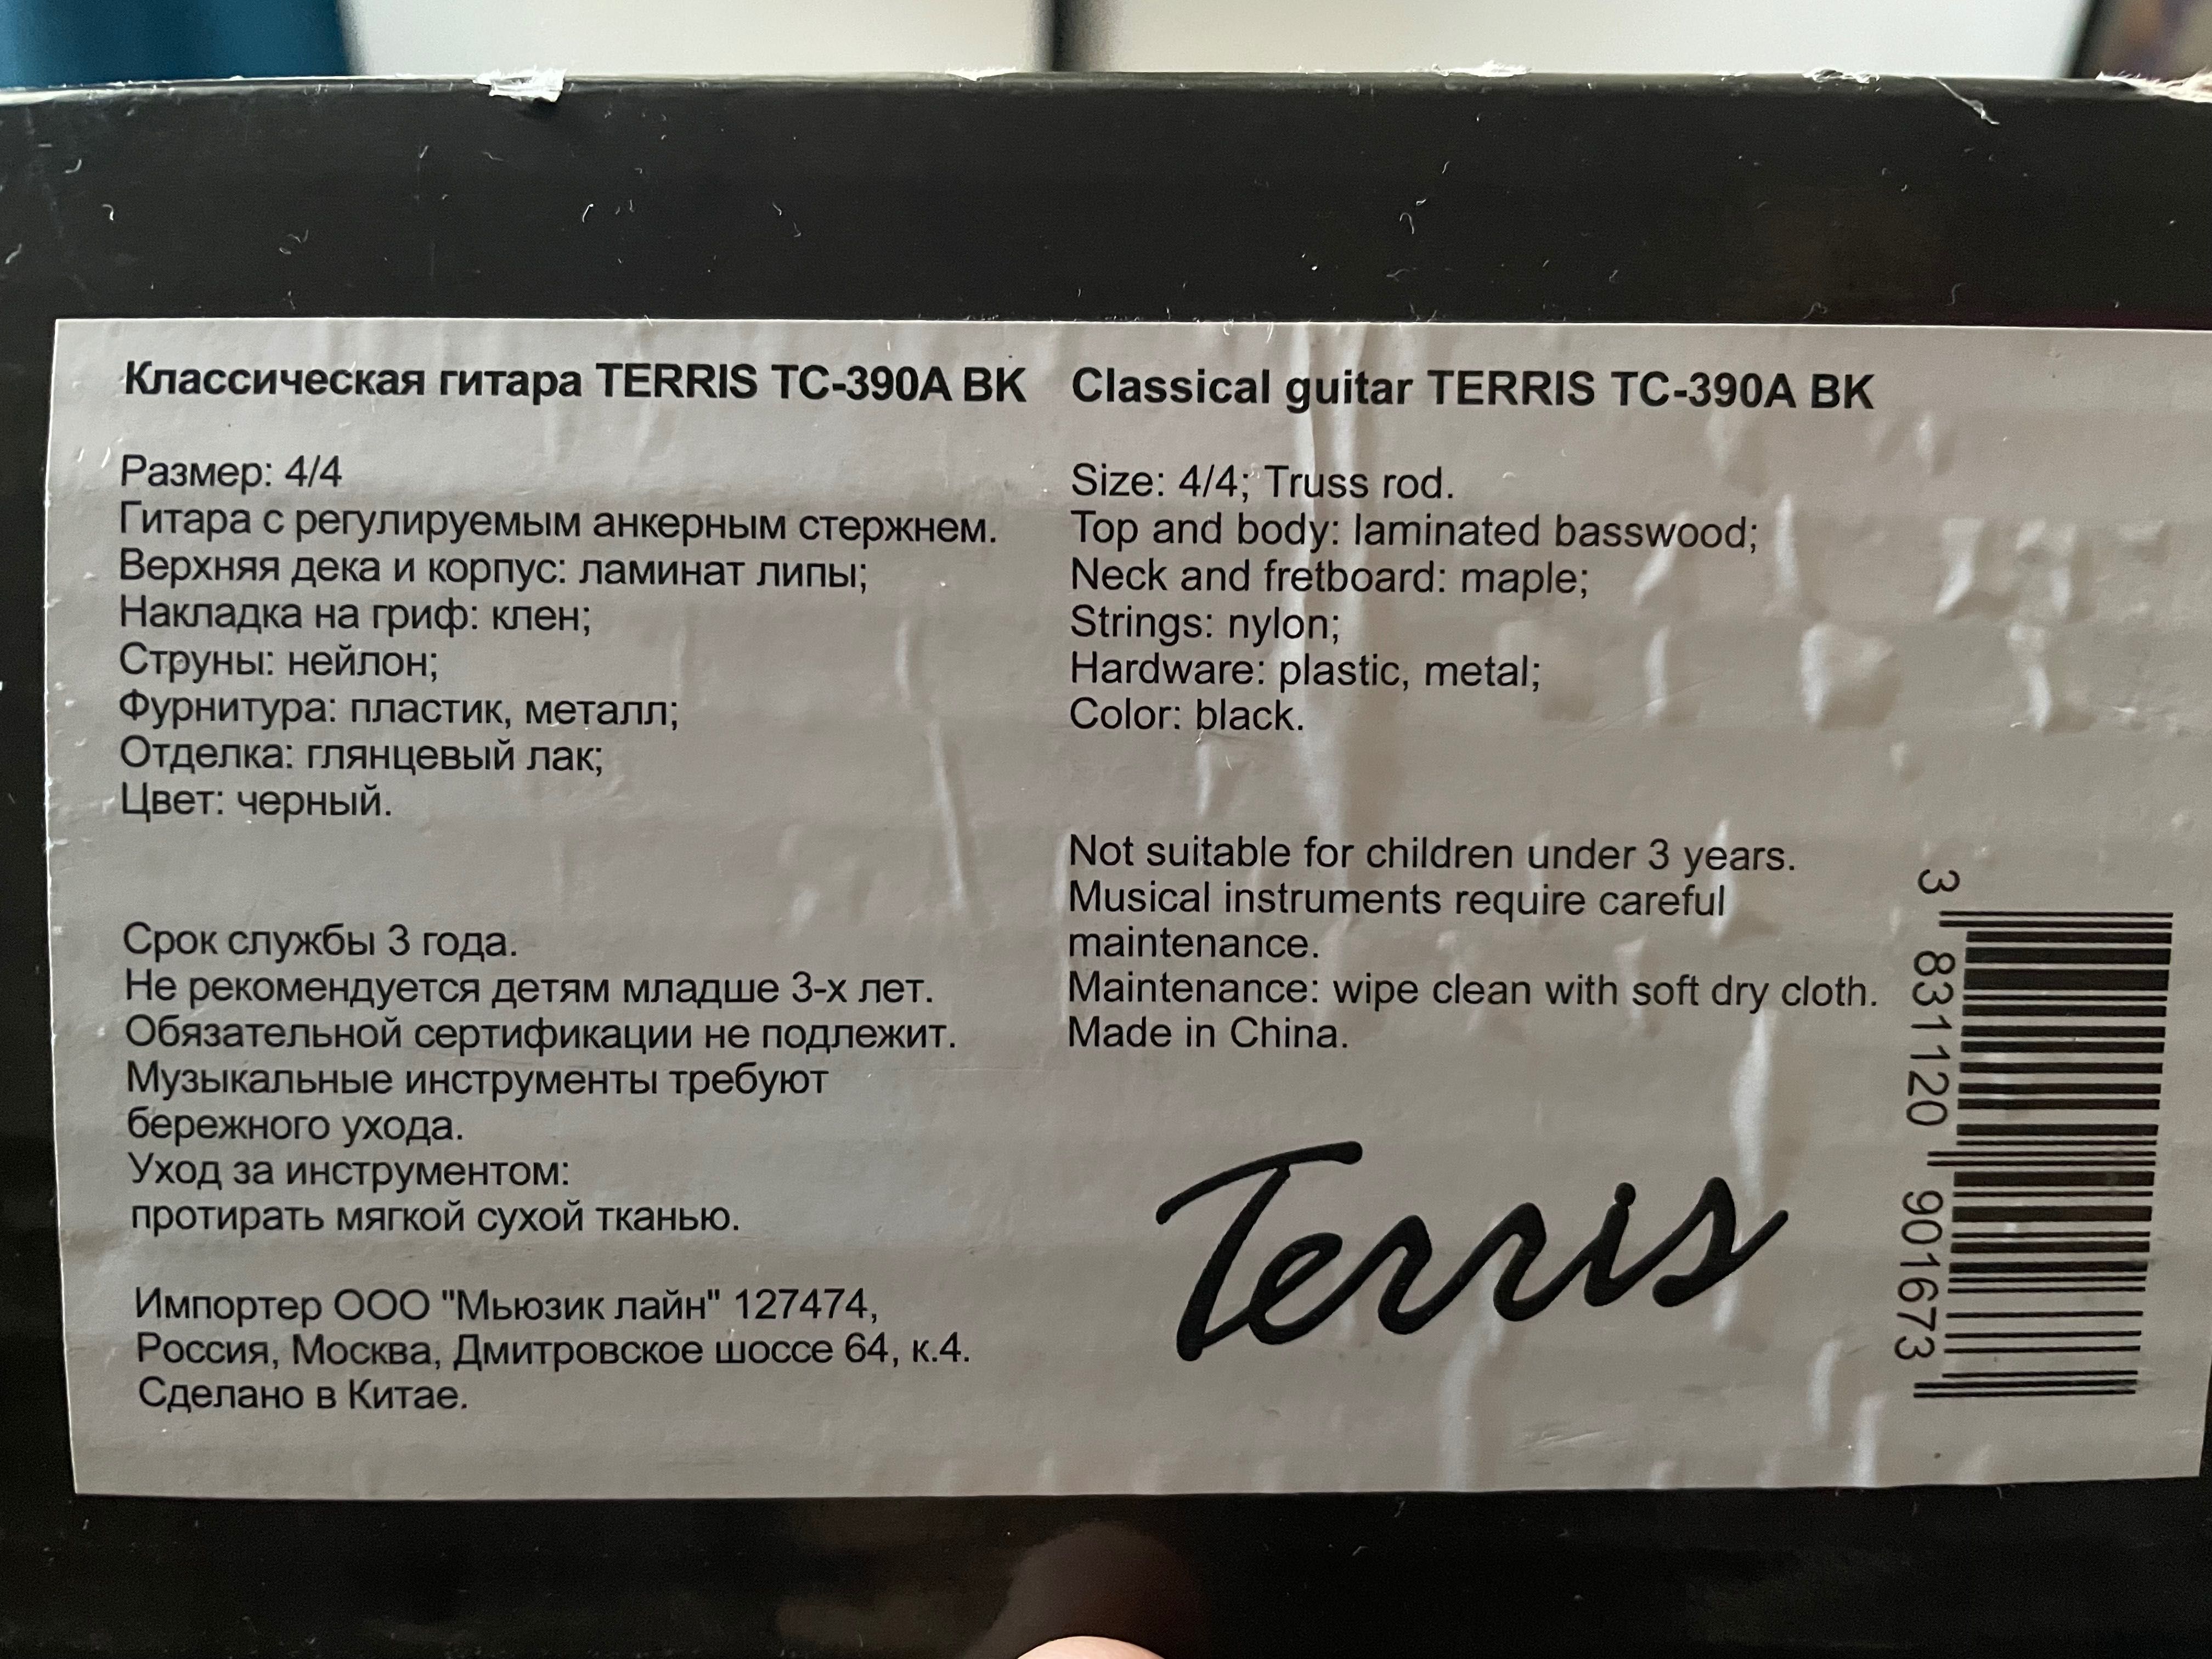 Классическая гитара TERRIS TC-390A BK
Размер: 4/4
Гитара с регулируемым анкерным стержнем.
Верхняя дека и корпус: ламинат липы;
Накладка на гриф: клен;
Струны: нейлон;
Фурнитура: пластик, металл;
Отделка: глянцевый лак;
Цвет: черный.
Срок службы 3 года.
Не рекомендуется детям младше 3-х лет.
Обязательной сертификации не подлежит.
Музыкальные инструменты требуют
бережного ухода.
Уход за инструментом:
протирать мягкой сухой тканью.
Импортер ООО "Мьюзик лайн" 127474,
Россия, Москва, Дмитровское шоссе 64, к.4.
Сделано в Китае.
Classical guitar TERRIS TC-390A BK
Size: 4/4; Truss rod.
Top and body: laminated basswood;
Neck and fretboard: maple;
Strings: nylon;
Hardware: plastic, metal;
Color: black.
Not suitable for children under 3 years.
Musical instruments require careful
maintenance.
Maintenance: wipe clean with soft dry cloth.
Made in China.
Terris
3 831120 901673